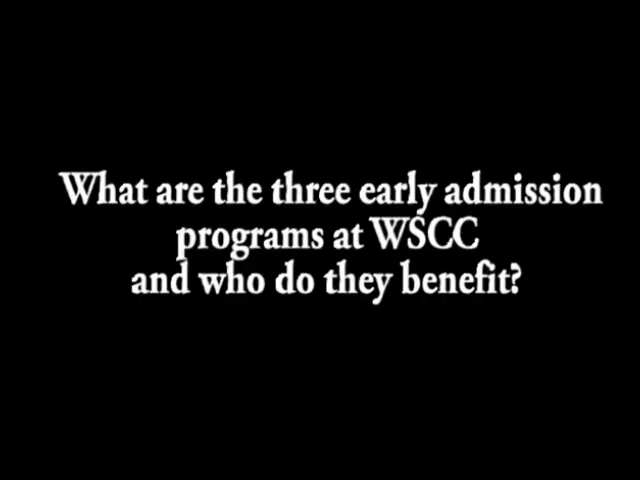 What are the three early admission
programs at WSCC
and who do they benefit?